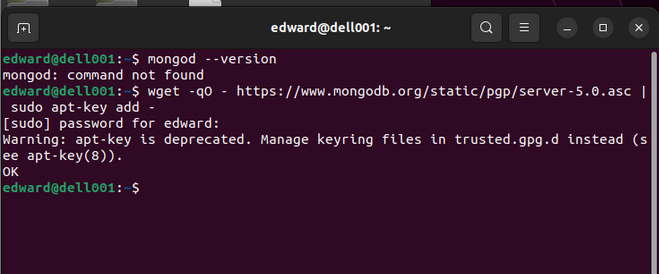 edward@dell001: ~
edward@dell001:~$ mongod --version
mongod: command not found
edward@dell001:~$ wget -qO - https://www.mongodb.org/static/pgp/server-5.0.asc |
 sudo apt-key add -
[sudo] password for edward:
Warning: apt-key is deprecated. Manage keyring files in trusted.gpg.d instead (s
ee apt-key(8)).
OK
edward@dell001:~$